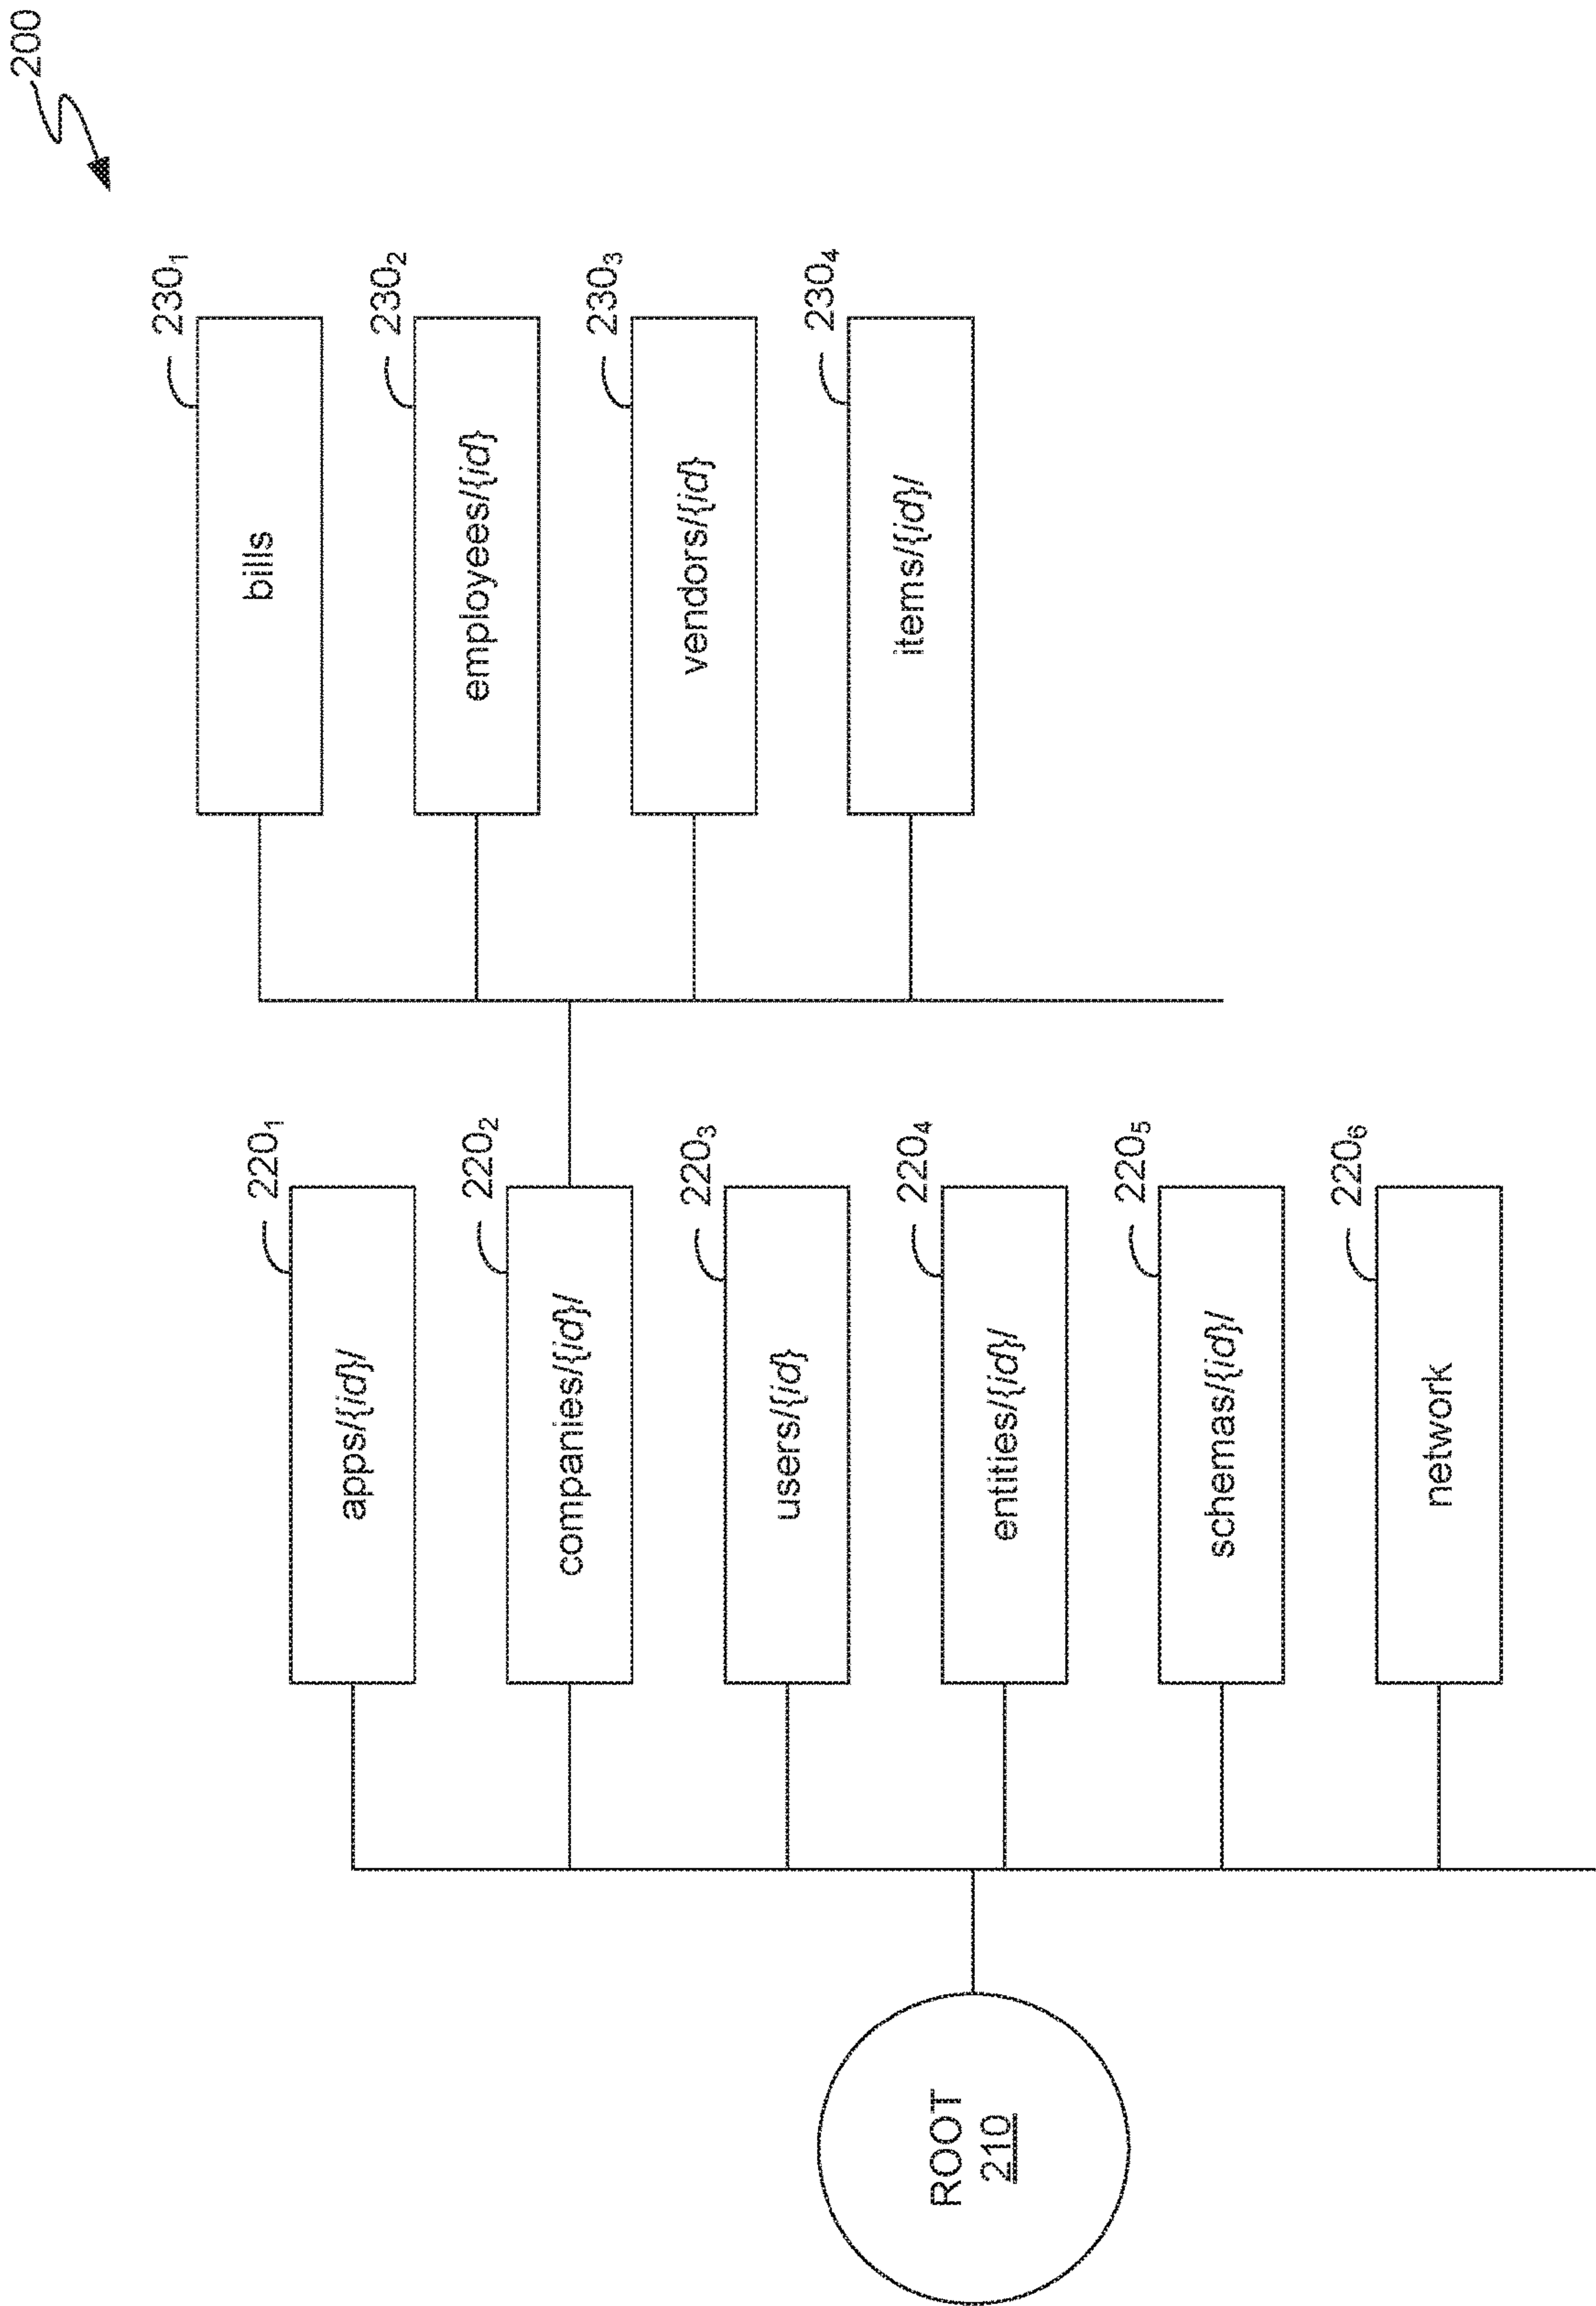 200
ROOT
210
220₁
apps/{id}/
220₂
companies/{id}/
220₃
users/{id}
220₄
entities/{id}/
220₅
schemas/{id}/
220₆
network
230₁
bills
230₂
employees/{id}
230₃
vendors/{id}
230₄
items/{id}/